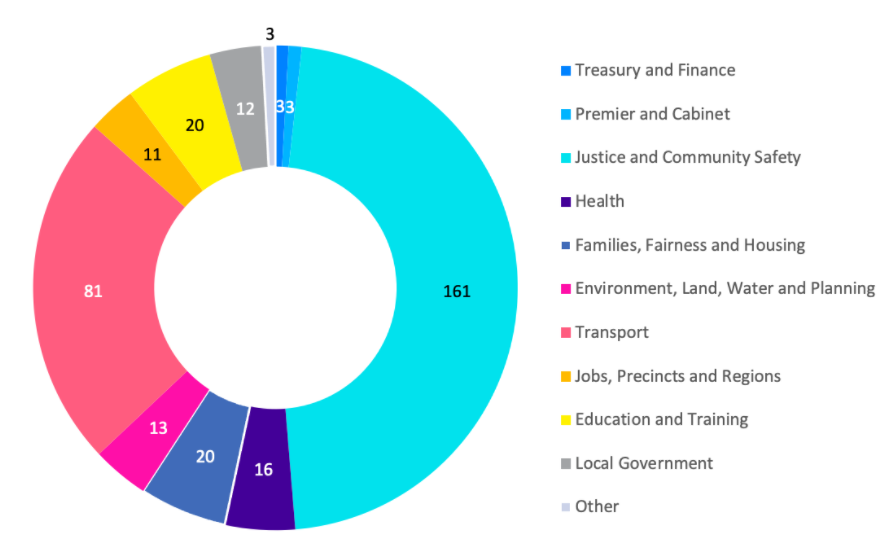 3
33
161
16
20
13
81
11
20
12
Treasury and Finance
Premier and Cabinet
Justice and Community Safety
Health
Families, Fairness and Housing
Environment, Land, Water and Planning
Transport
Jobs, Precincts and Regions
Education and Training
Local Government
Other